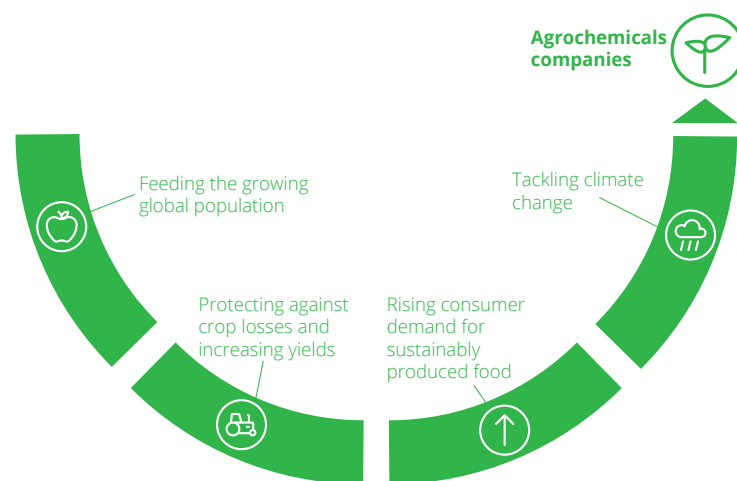 Agrochemicals
companies
Feeding the growing
global population
Tackling climate
change
Protecting against
crop losses and
increasing yields
Rising consumer
demand for
sustainably
produced food